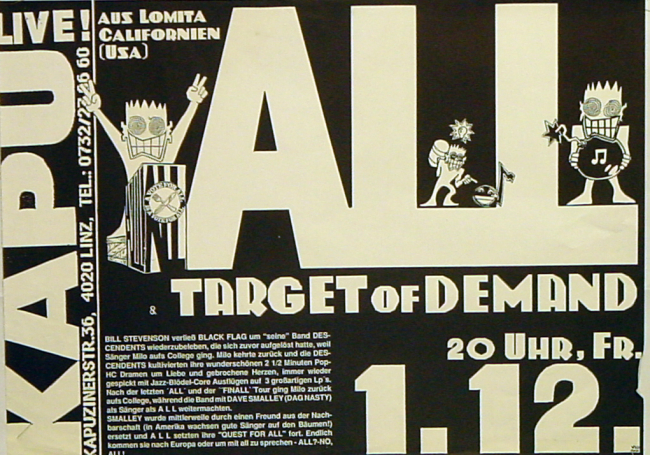 LIVE!
KAPU
KAPUZINERSTR.36, 4020 LINZ, TEL.: 0732/27 26 60
AUS LOMITA
CALIFORNIEN
(USA)
ALL
& TARGET OF DEMAND
BILL STEVENSON verließ BLACK FLAG um "seine" Band DES-
CENDENTS wiederzubeleben, die sich zuvor aufgelöst hatte, weil
Sänger Milo aufs College ging. Milo kehrte zurück und die DES-
CENDENTS kultivierten ihre wunderschönen 2 1/2 Minuten Pop-
HC Dramen um Liebe und gebrochene Herzen, immer wieder
gespickt mit Jazz-Blödel-Core Ausflügen auf 3 großartigen Lp's.
Nach der letzten ¨ALL¨ und der ¨"FINALL¨ Tour ging Milo zurück
aufs College, während die Band mit DAVE SMALLEY (DAG NASTY)
als Sänger als A L L weitermachten.
SMALLEY wurde mittlerweile durch einen Freund aus der Nach-
barschaft (in Amerika wachsen gute Sänger auf den Bäumen!)
ersetzt und A L L setzten ihre "QUEST FOR ALL" fort. Endlich
kommen sie nach Europa oder um mit all zu sprechen - ALL?-NO,
ALL!
20 UHR, FR.
1.12.